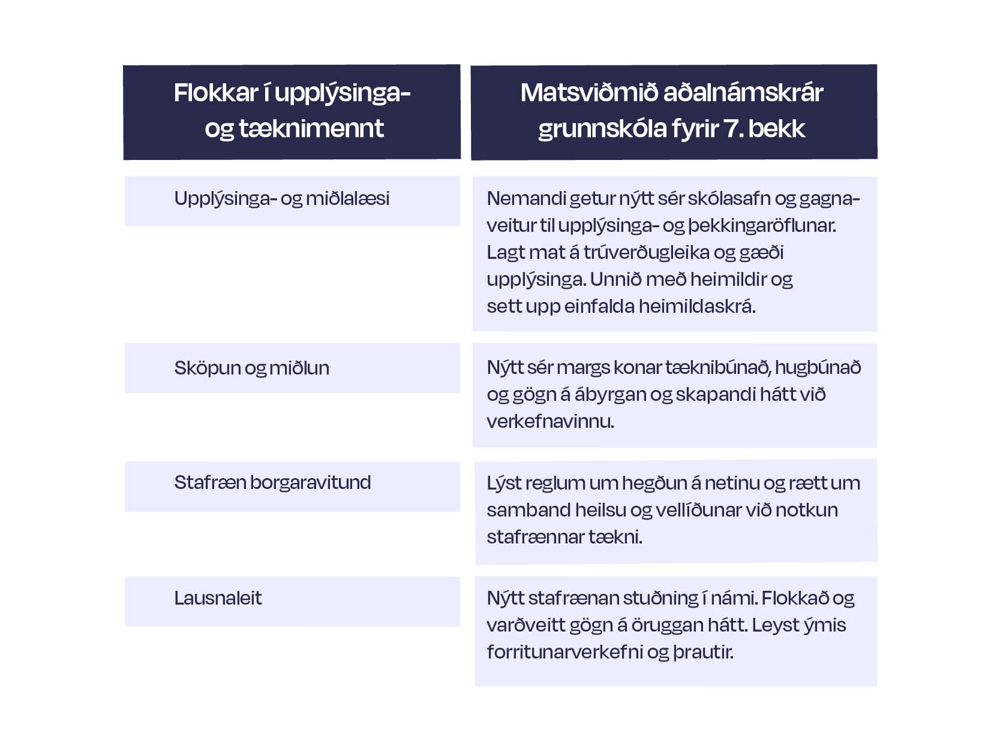 Flokkar í upplýsinga-
og tæknimennt
Matsviðmið aðalnámskrár
grunnskóla fyrir 7. bekk
Upplýsinga- og miðlalæsi
Nemandi getur nýtt sér skólasafn og gagna-
veitur til upplýsinga- og þekkingaröflunar.
Lagt mat á trúverðugleika og gæði
upplýsinga. Unnið með heimildir og
sett upp einfalda heimildaskrá.
Sköpun og miðlun
Nýtt sér margs konar tæknibúnað, hugbúnað
og gögn á ábyrgan og skapandi hátt við
verkefnavinnu.
Stafræn borgaravitund
Lýst reglum um hegðun á netinu og rætt um
samband heilsu og vellíðunar við notkun
stafrænnar tækni.
Lausnaleit
Nýtt stafrænan stuðning í námi. Flokkað og
varðveitt gögn á öruggan hátt. Leyst ýmis
forritunarverkefni og þrautir.